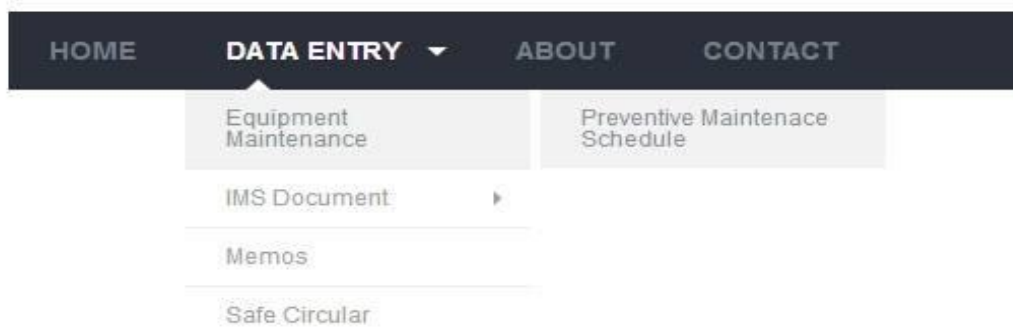 HOME DATA ENTRY ABOUT CONTACT
Equipment
Maintenance
Preventive Maintenace
Schedule
IMS Document
Memos
Safe Circular